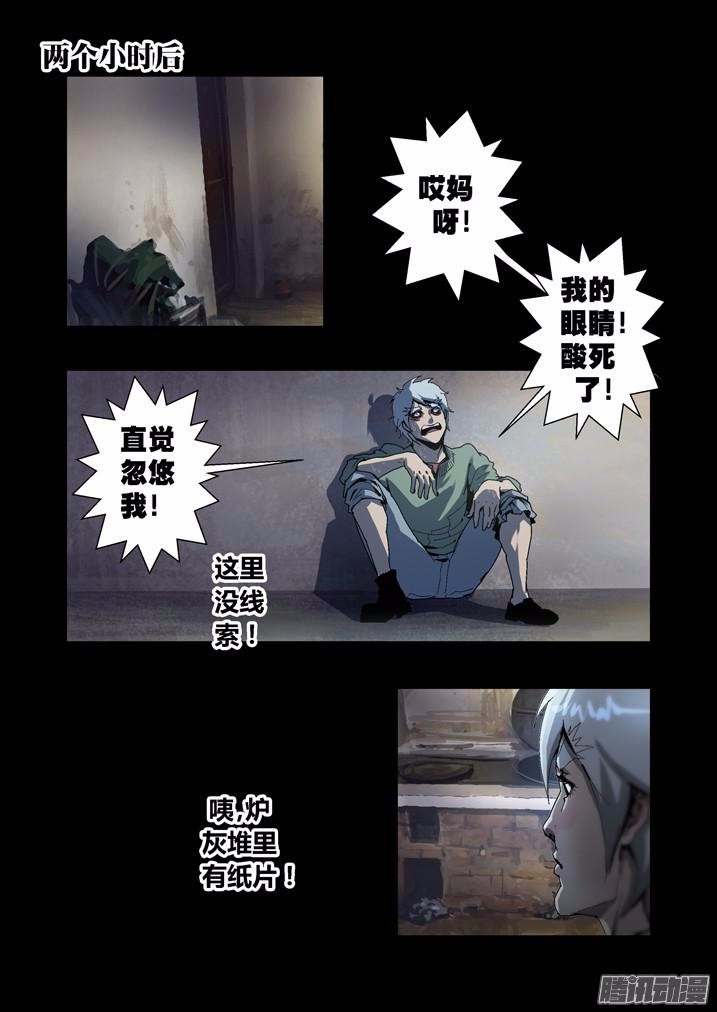 两个小时后
哎妈
呀！
我的
眼睛！
酸死
了！
直觉
忽悠
我！
这里
没线
索！
咦,炉
灰堆里
有纸片！
腾讯动漫